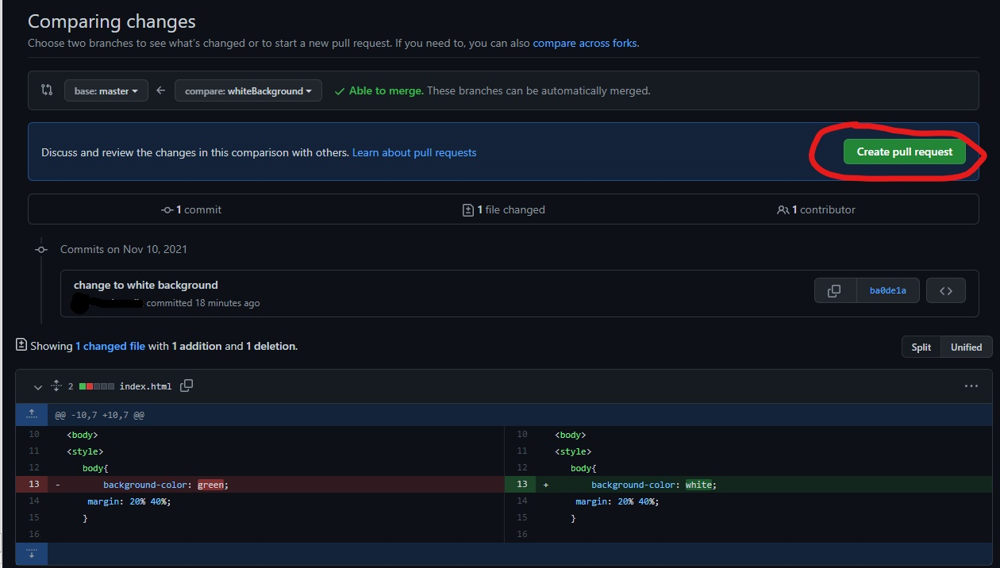 Comparing changes
Choose two branches to see what's changed or to start a new pull request. If you need to, you can also compare across forks.
base: master compare: whiteBackground Able to merge. These branches can be automatically merged.
Discuss and review the changes in this comparison with others. Learn about pull requests Create pull request
1 commit 1 file changed 1 contributor
Commits on Nov 10, 2021
change to white background
committed 18 minutes ago
ba0de1a <>
Showing 1 changed file with 1 addition and 1 deletion.
Split Unified
2 index.html ...
@@ -10,7 +10,7 @@
10 <body> 10 <body>
11 <style> 11 <style>
12 body{ 12 body{
13 - background-color: green; 13 + background-color: white;
14 margin: 20% 40%; 14 margin: 20% 40%;
15 } 15 }
16 16